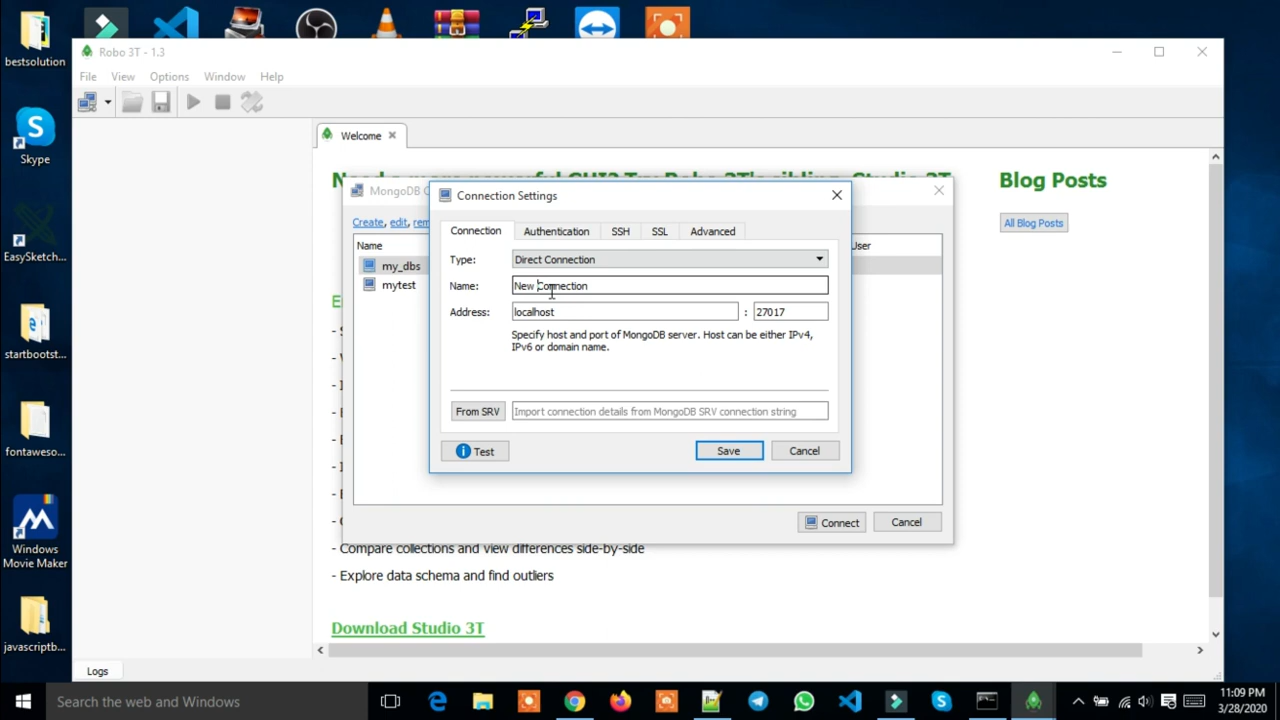 bestsolution
Skype
EasySketch...
startbootst...
fontaweso...
Windows
Movie Maker
javascriptb...
Robo 3T - 1.3
File View Options Window Help
Welcome
Blog Posts
All Blog Posts
MongoDB C
Create, edit, rem
Name
User
my_dbs
mytest
Connection Settings
Connection Authentication SSH SSL Advanced
Type: Direct Connection
Name: New Connection
Address: localhost : 27017
Specify host and port of MongoDB server. Host can be either IPv4,
IPv6 or domain name.
From SRV Import connection details from MongoDB SRV connection string
Test Save Cancel
Connect Cancel
- Compare collections and view differences side-by-side
- Explore data schema and find outliers
Download Studio 3T
Logs
Search the web and Windows
11:09 PM
3/28/2020